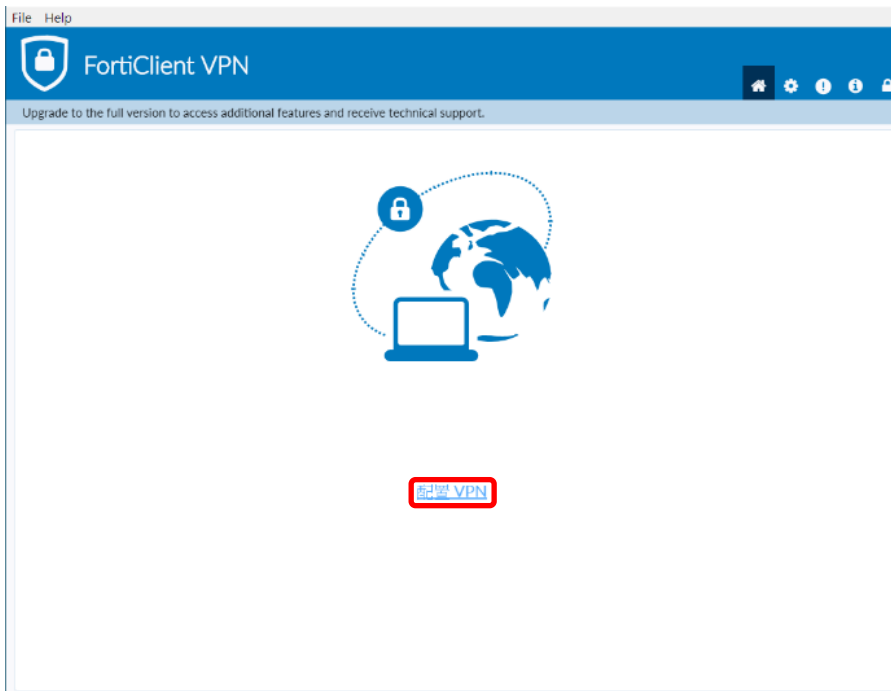 File Help
FortiClient VPN
Upgrade to the full version to access additional features and receive technical support.
配置 VPN